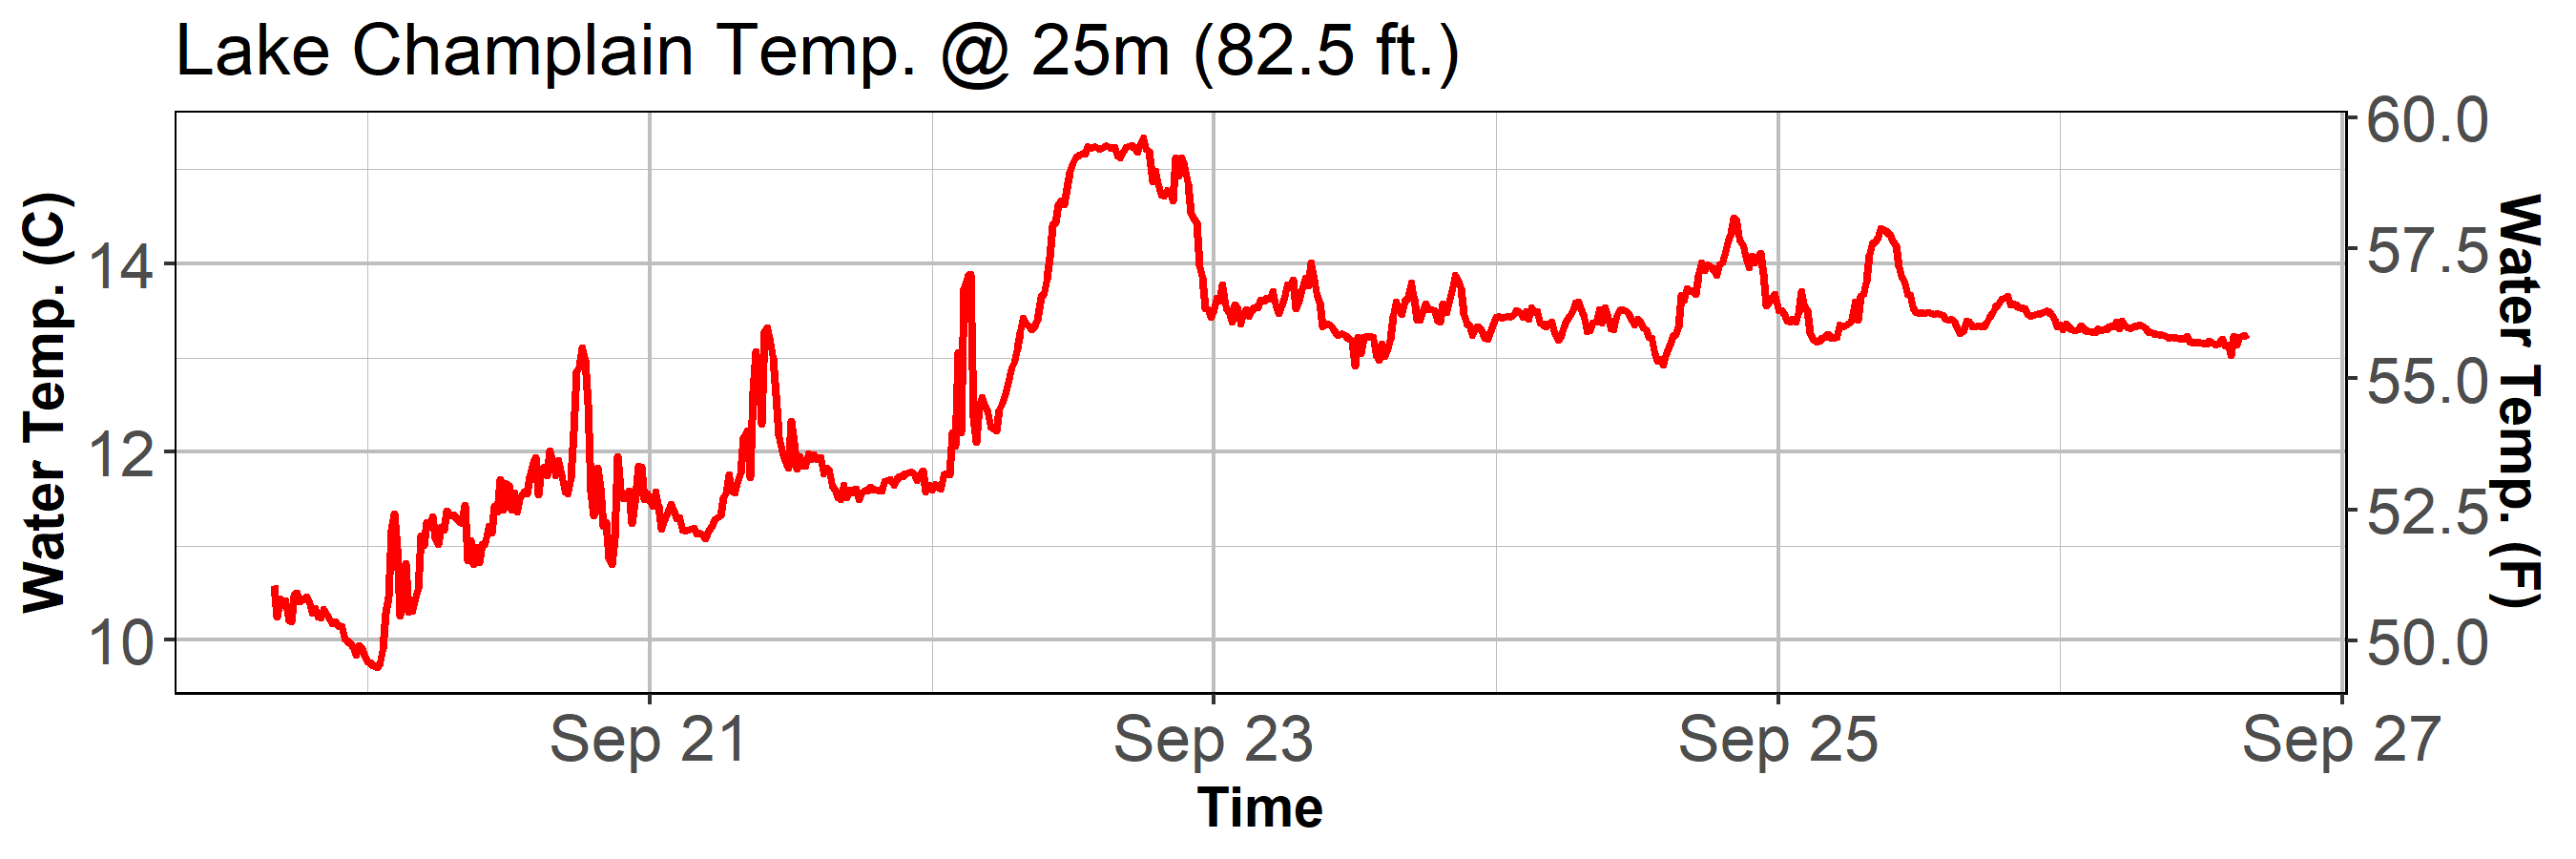 Lake Champlain Temp. @ 25m (82.5 ft.)
Water Temp. (C)
14
12
10
60.0
57.5
55.0
52.5
50.0
Water Temp. (F)
Sep 21 Sep 23 Sep 25 Sep 27
Time